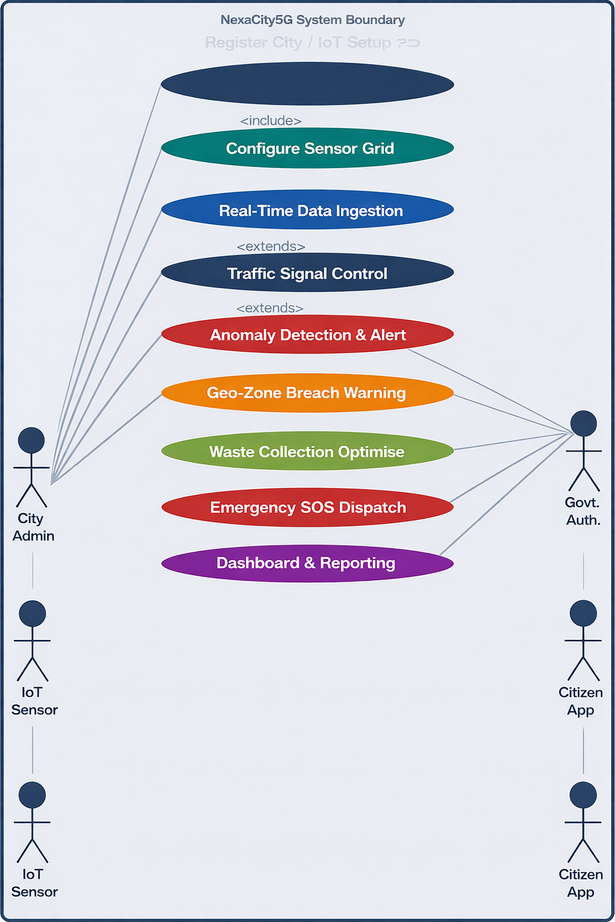 NexaCity5G System Boundary
Register City / IoT Setup
<include>
Configure Sensor Grid
Real-Time Data Ingestion
<extends>
Traffic Signal Control
<extends>
Anomaly Detection & Alert
Geo-Zone Breach Warning
Waste Collection Optimise
Emergency SOS Dispatch
Dashboard & Reporting
City
Admin
Govt.
Auth.
IoT
Sensor
Citizen
App
IoT
Sensor
Citizen
App